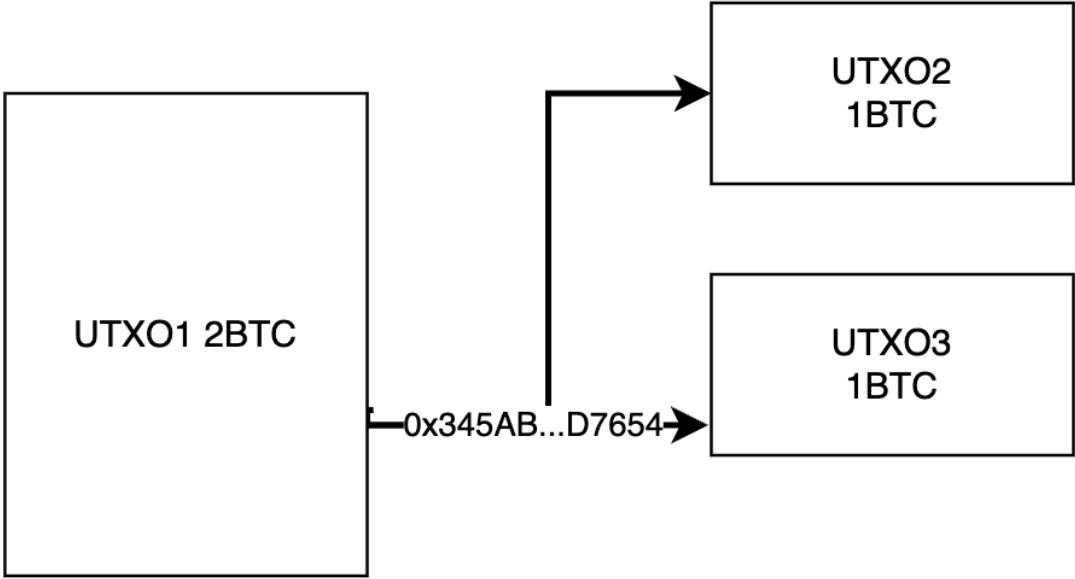 UTXO2
1BTC
UTXO1 2BTC
UTXO3
1BTC
0x345AB...D7654